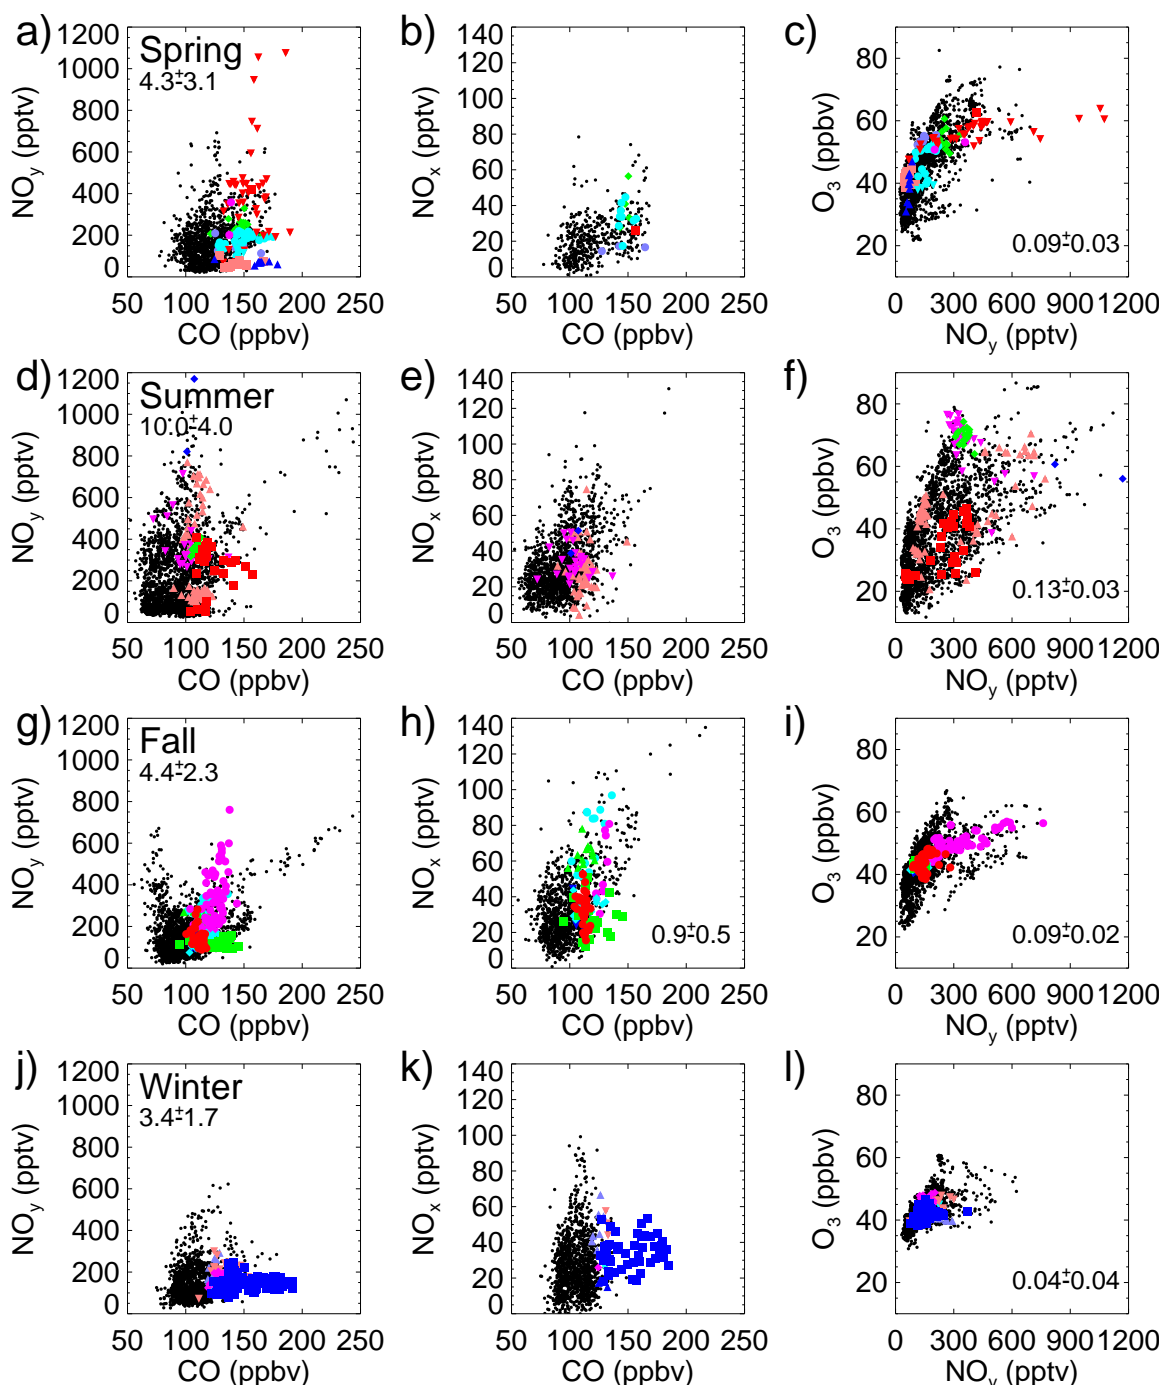 a)
Spring
4.3±3.1
1200
1000
800
600
400
200
0
NOy (pptv)
50 100 150 200 250
CO (ppbv)
b)
140
120
100
80
60
40
20
0
NOx (pptv)
50 100 150 200 250
CO (ppbv)
c)
80
60
40
20
O3 (ppbv)
0.09±0.03
0 300 600 900 1200
NOy (pptv)
d)
Summer
10.0±4.0
1200
1000
800
600
400
200
0
NOy (pptv)
50 100 150 200 250
CO (ppbv)
e)
140
120
100
80
60
40
20
0
NOx (pptv)
50 100 150 200 250
CO (ppbv)
f)
80
60
40
20
O3 (ppbv)
0.13±0.03
0 300 600 900 1200
NOy (pptv)
g)
Fall
4.4±2.3
1200
1000
800
600
400
200
0
NOy (pptv)
50 100 150 200 250
CO (ppbv)
h)
140
120
100
80
60
40
20
0
NOx (pptv)
0.9±0.5
50 100 150 200 250
CO (ppbv)
i)
80
60
40
20
O3 (ppbv)
0.09±0.02
0 300 600 900 1200
NOy (pptv)
j)
Winter
3.4±1.7
1200
1000
800
600
400
200
0
NOy (pptv)
50 100 150 200 250
CO (ppbv)
k)
140
120
100
80
60
40
20
0
NOx (pptv)
50 100 150 200 250
CO (ppbv)
l)
80
60
40
20
O3 (ppbv)
0.04±0.04
0 300 600 900 1200
NOy (pptv)